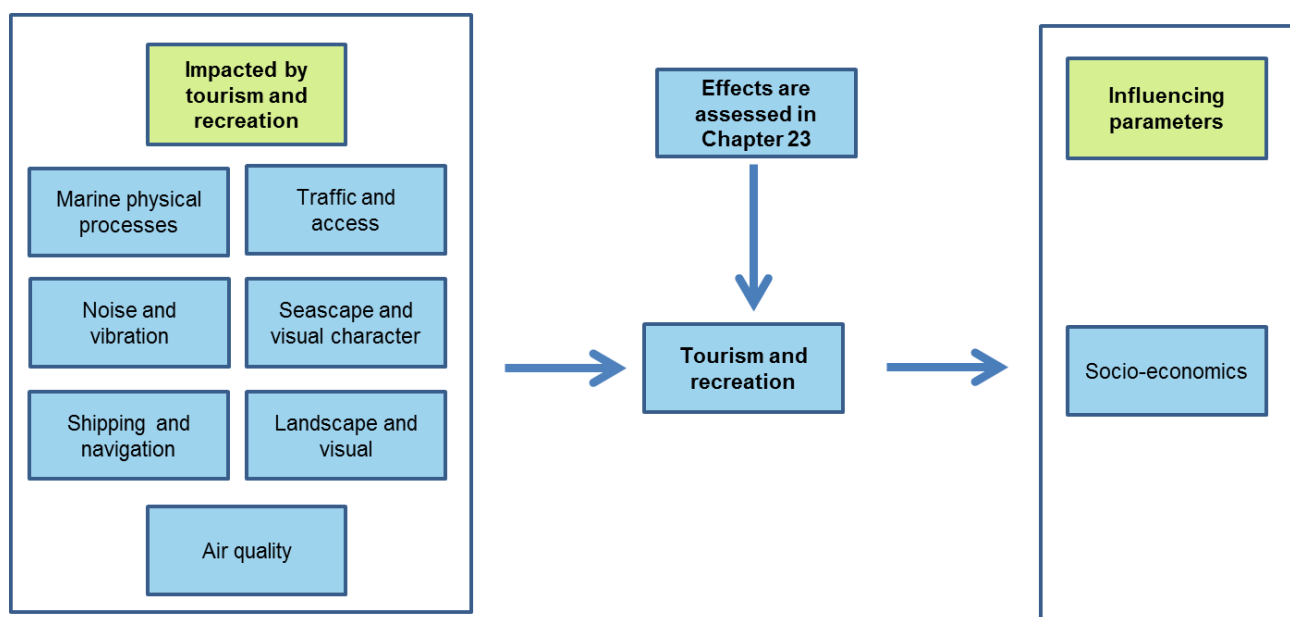 Impacted by
tourism and
recreation
Marine physical
processes
Traffic and
access
Noise and
vibration
Seascape and
visual character
Shipping and
navigation
Landscape and
visual
Air quality
Effects are
assessed in
Chapter 23
Tourism and
recreation
Influencing
parameters
Socio-economics